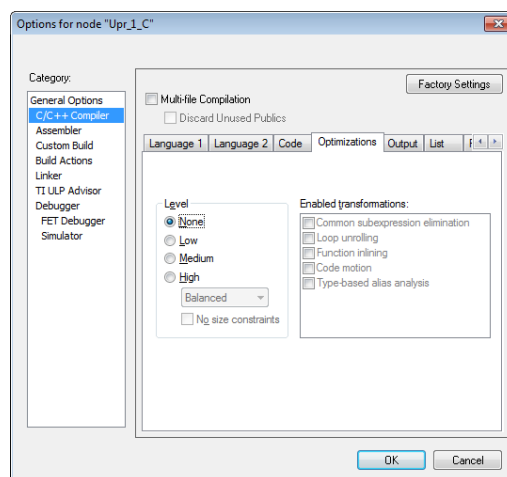 Options for node "Upr_1_C"
Category:
General Options
C/C++ Compiler
Assembler
Custom Build
Build Actions
Linker
TI ULP Advisor
Debugger
FET Debugger
Simulator
Factory Settings
Multi-file Compilation
Discard Unused Publics
Language 1 Language 2 Code Optimizations Output List
Level
None
Low
Medium
High
Balanced
No size constraints
Enabled transformations:
Common subexpression elimination
Loop unrolling
Function inlining
Code motion
Type-based alias analysis
OK Cancel